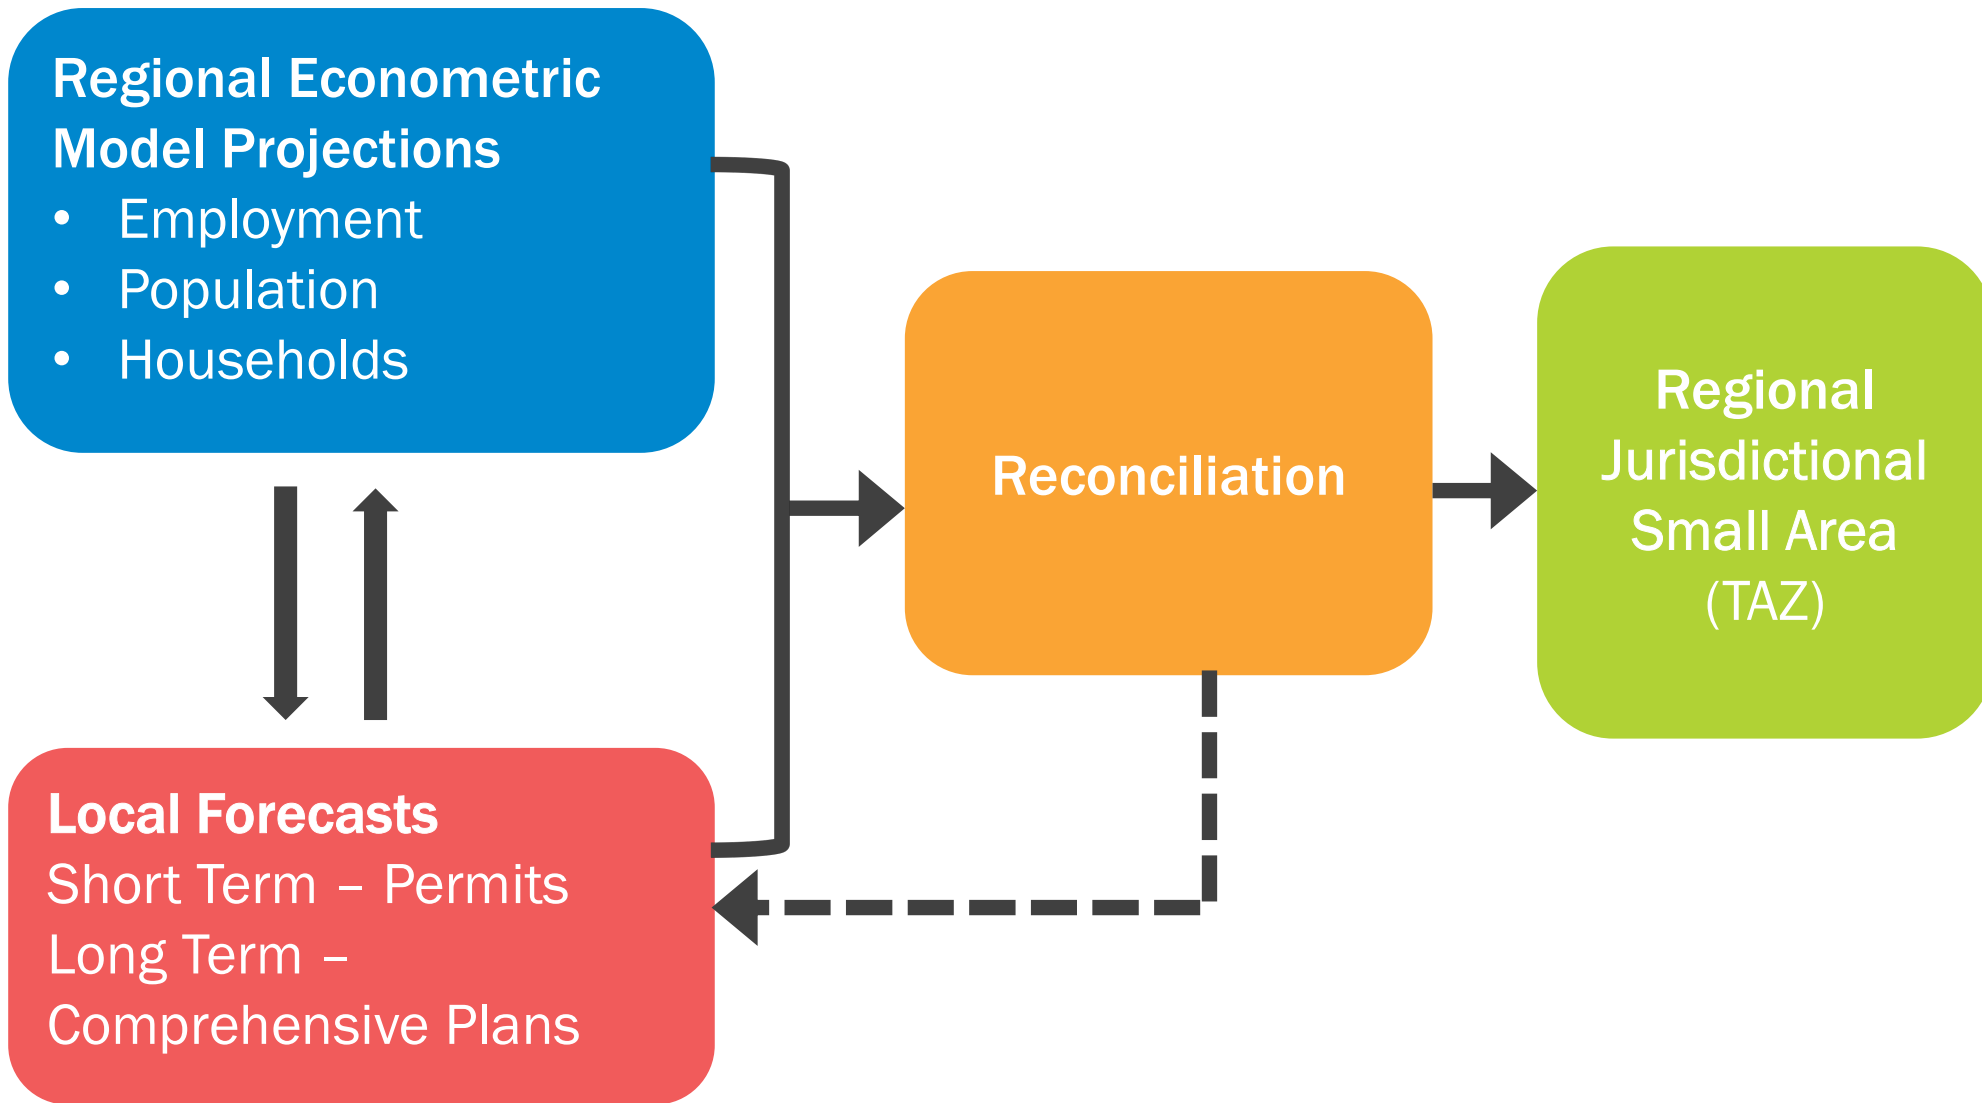 Regional Econometric
Model Projections
• Employment
• Population
• Households
Local Forecasts
Short Term – Permits
Long Term –
Comprehensive Plans
Reconciliation
Regional
Jurisdictional
Small Area
(TAZ)